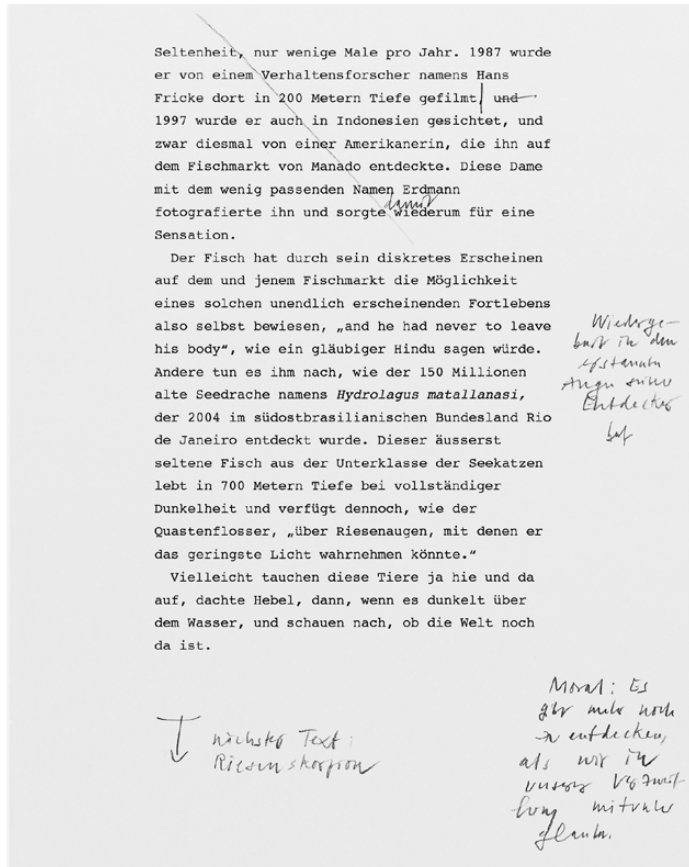 Seltenheit, nur wenige Male pro Jahr. 1987 wurde
er von einem Verhaltensforscher namens Hans
Fricke dort in 200 Metern Tiefe gefilmt, und
1997 wurde er auch in Indonesien gesichtet, und
zwar diesmal von einer Amerikanerin, die ihn auf
dem Fischmarkt von Manado entdeckte. Diese Dame
mit dem wenig passenden Namen Erdmann
damit
fotografierte ihn und sorgte wiederum für eine
Sensation.
Der Fisch hat durch sein diskretes Erscheinen
auf dem und jenem Fischmarkt die Möglichkeit
eines solchen unendlich erscheinenden Fortlebens
also selbst bewiesen, „and he had never to leave
his body“, wie ein gläubiger Hindu sagen würde.
Andere tun es ihm nach, wie der 150 Millionen
alte Seedrache namens Hydrolagus matallanasi,
der 2004 im südostbrasilianischen Bundesland Rio
de Janeiro entdeckt wurde. Dieser äusserst
seltene Fisch aus der Unterklasse der Seekatzen
lebt in 700 Metern Tiefe bei vollständiger
Dunkelheit und verfügt dennoch, wie der
Quastenflosser, „über Riesenaugen, mit denen er
das geringste Licht wahrnehmen könnte.“
Vielleicht tauchen diese Tiere ja hie und da
auf, dachte Hebel, dann, wenn es dunkelt über
dem Wasser, und schauen nach, ob die Welt noch
da ist.
Wiederge-
burt in den
erstaunten
Augen seiner
Entdecker
nächster Text:
Riesenskorpion
Moral: Es
gibt mehr noch
zu entdecken,
als wir in
unserer Verzweif
lung mitunter
glauben.